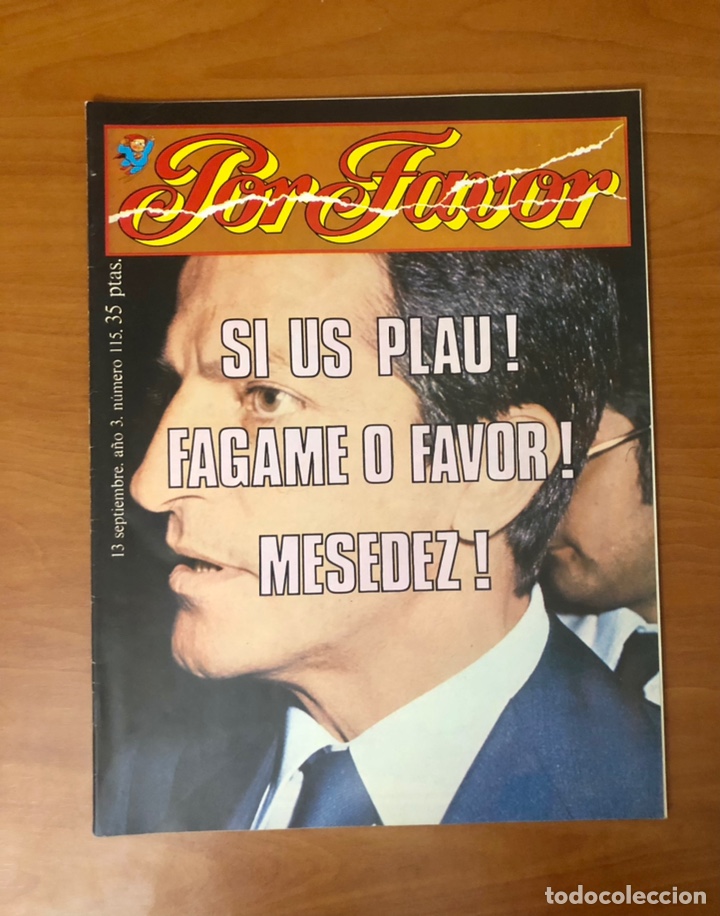 Por Favor
13 septiembre. año 3. número 115. 35 ptas.
SI US PLAU!
FAGAME O FAVOR!
MESEDEZ!
todocoleccion